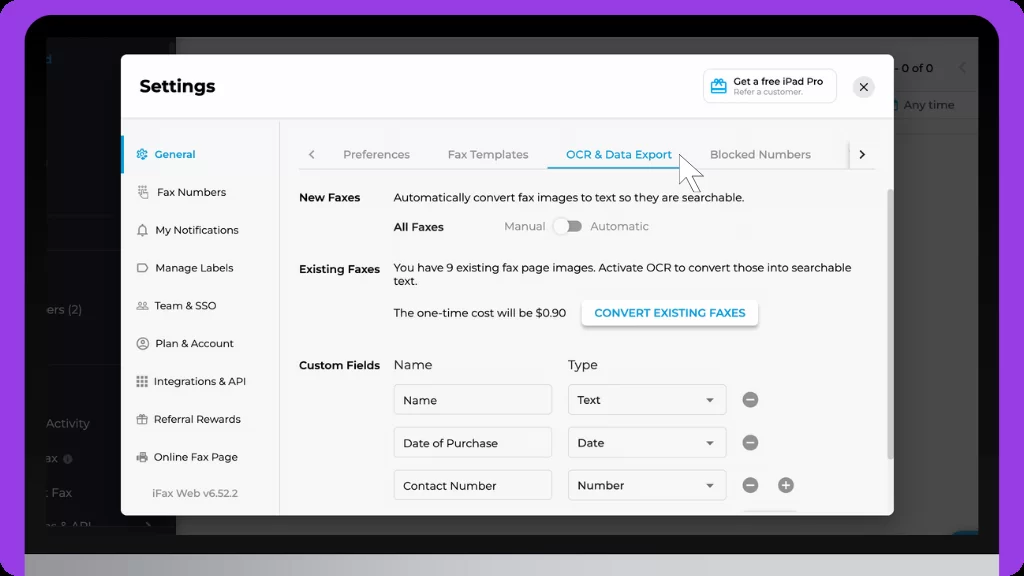 Settings
Get a free iPad Pro
Refer a customer.
- 0 of 0
Any time
General
Fax Numbers
My Notifications
Manage Labels
Team & SSO
Plan & Account
Integrations & API
Referral Rewards
Online Fax Page
iFax Web v6.52.2
Preferences
Fax Templates
OCR & Data Export
Blocked Numbers
New Faxes
Automatically convert fax images to text so they are searchable.
All Faxes
Manual
Automatic
Existing Faxes
You have 9 existing fax page images. Activate OCR to convert those into searchable
text.
The one-time cost will be $0.90
CONVERT EXISTING FAXES
Custom Fields
Name
Type
Name
Text
Date of Purchase
Date
Contact Number
Number
ers (2)
Activity
ax
t Fax
s & API